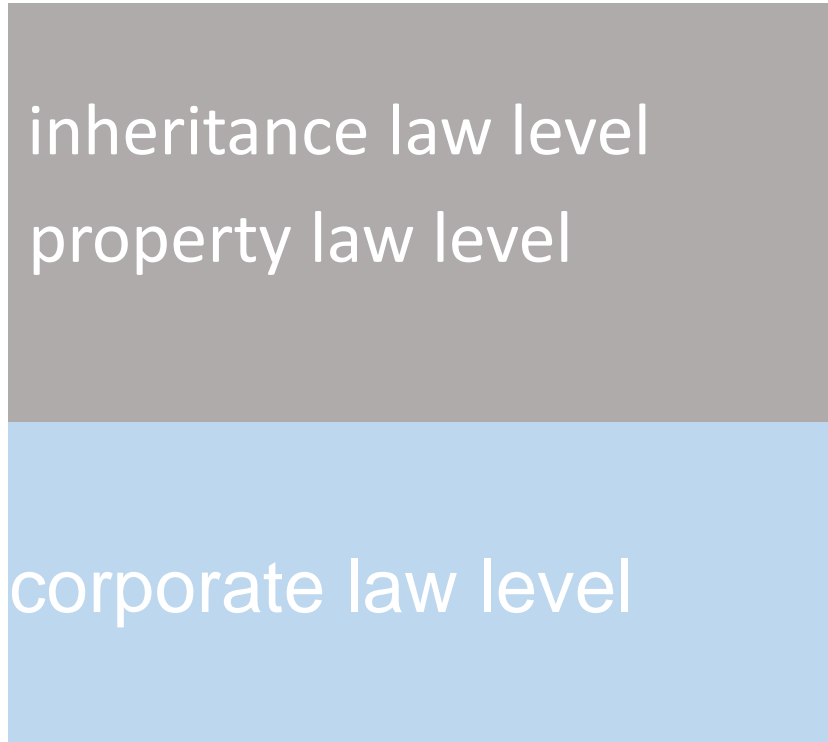 inheritance law level
property law level
corporate law level